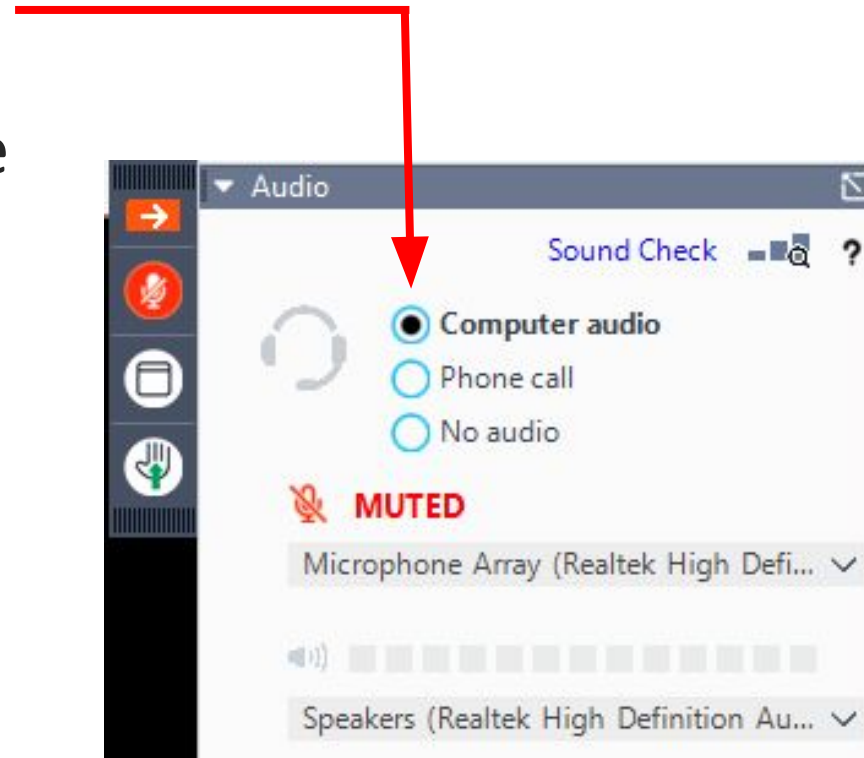 e
Audio
Sound Check ?
Computer audio
Phone call
No audio
MUTED
Microphone Array (Realtek High Defi...
Speakers (Realtek High Definition Au...